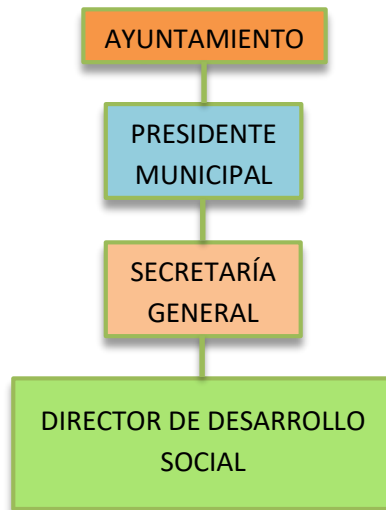 AYUNTAMIENTO
PRESIDENTE
MUNICIPAL
SECRETARÍA
GENERAL
DIRECTOR DE DESARROLLO
SOCIAL